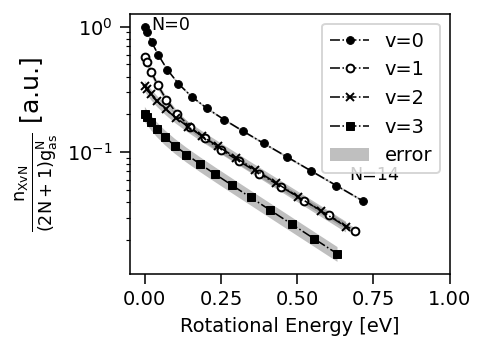 n_XvN / (2N + 1)g_as^N [a.u.]
10⁰
10⁻¹
N=0
N=14
v=0
v=1
v=2
v=3
error
0.00 0.25 0.50 0.75 1.00
Rotational Energy [eV]